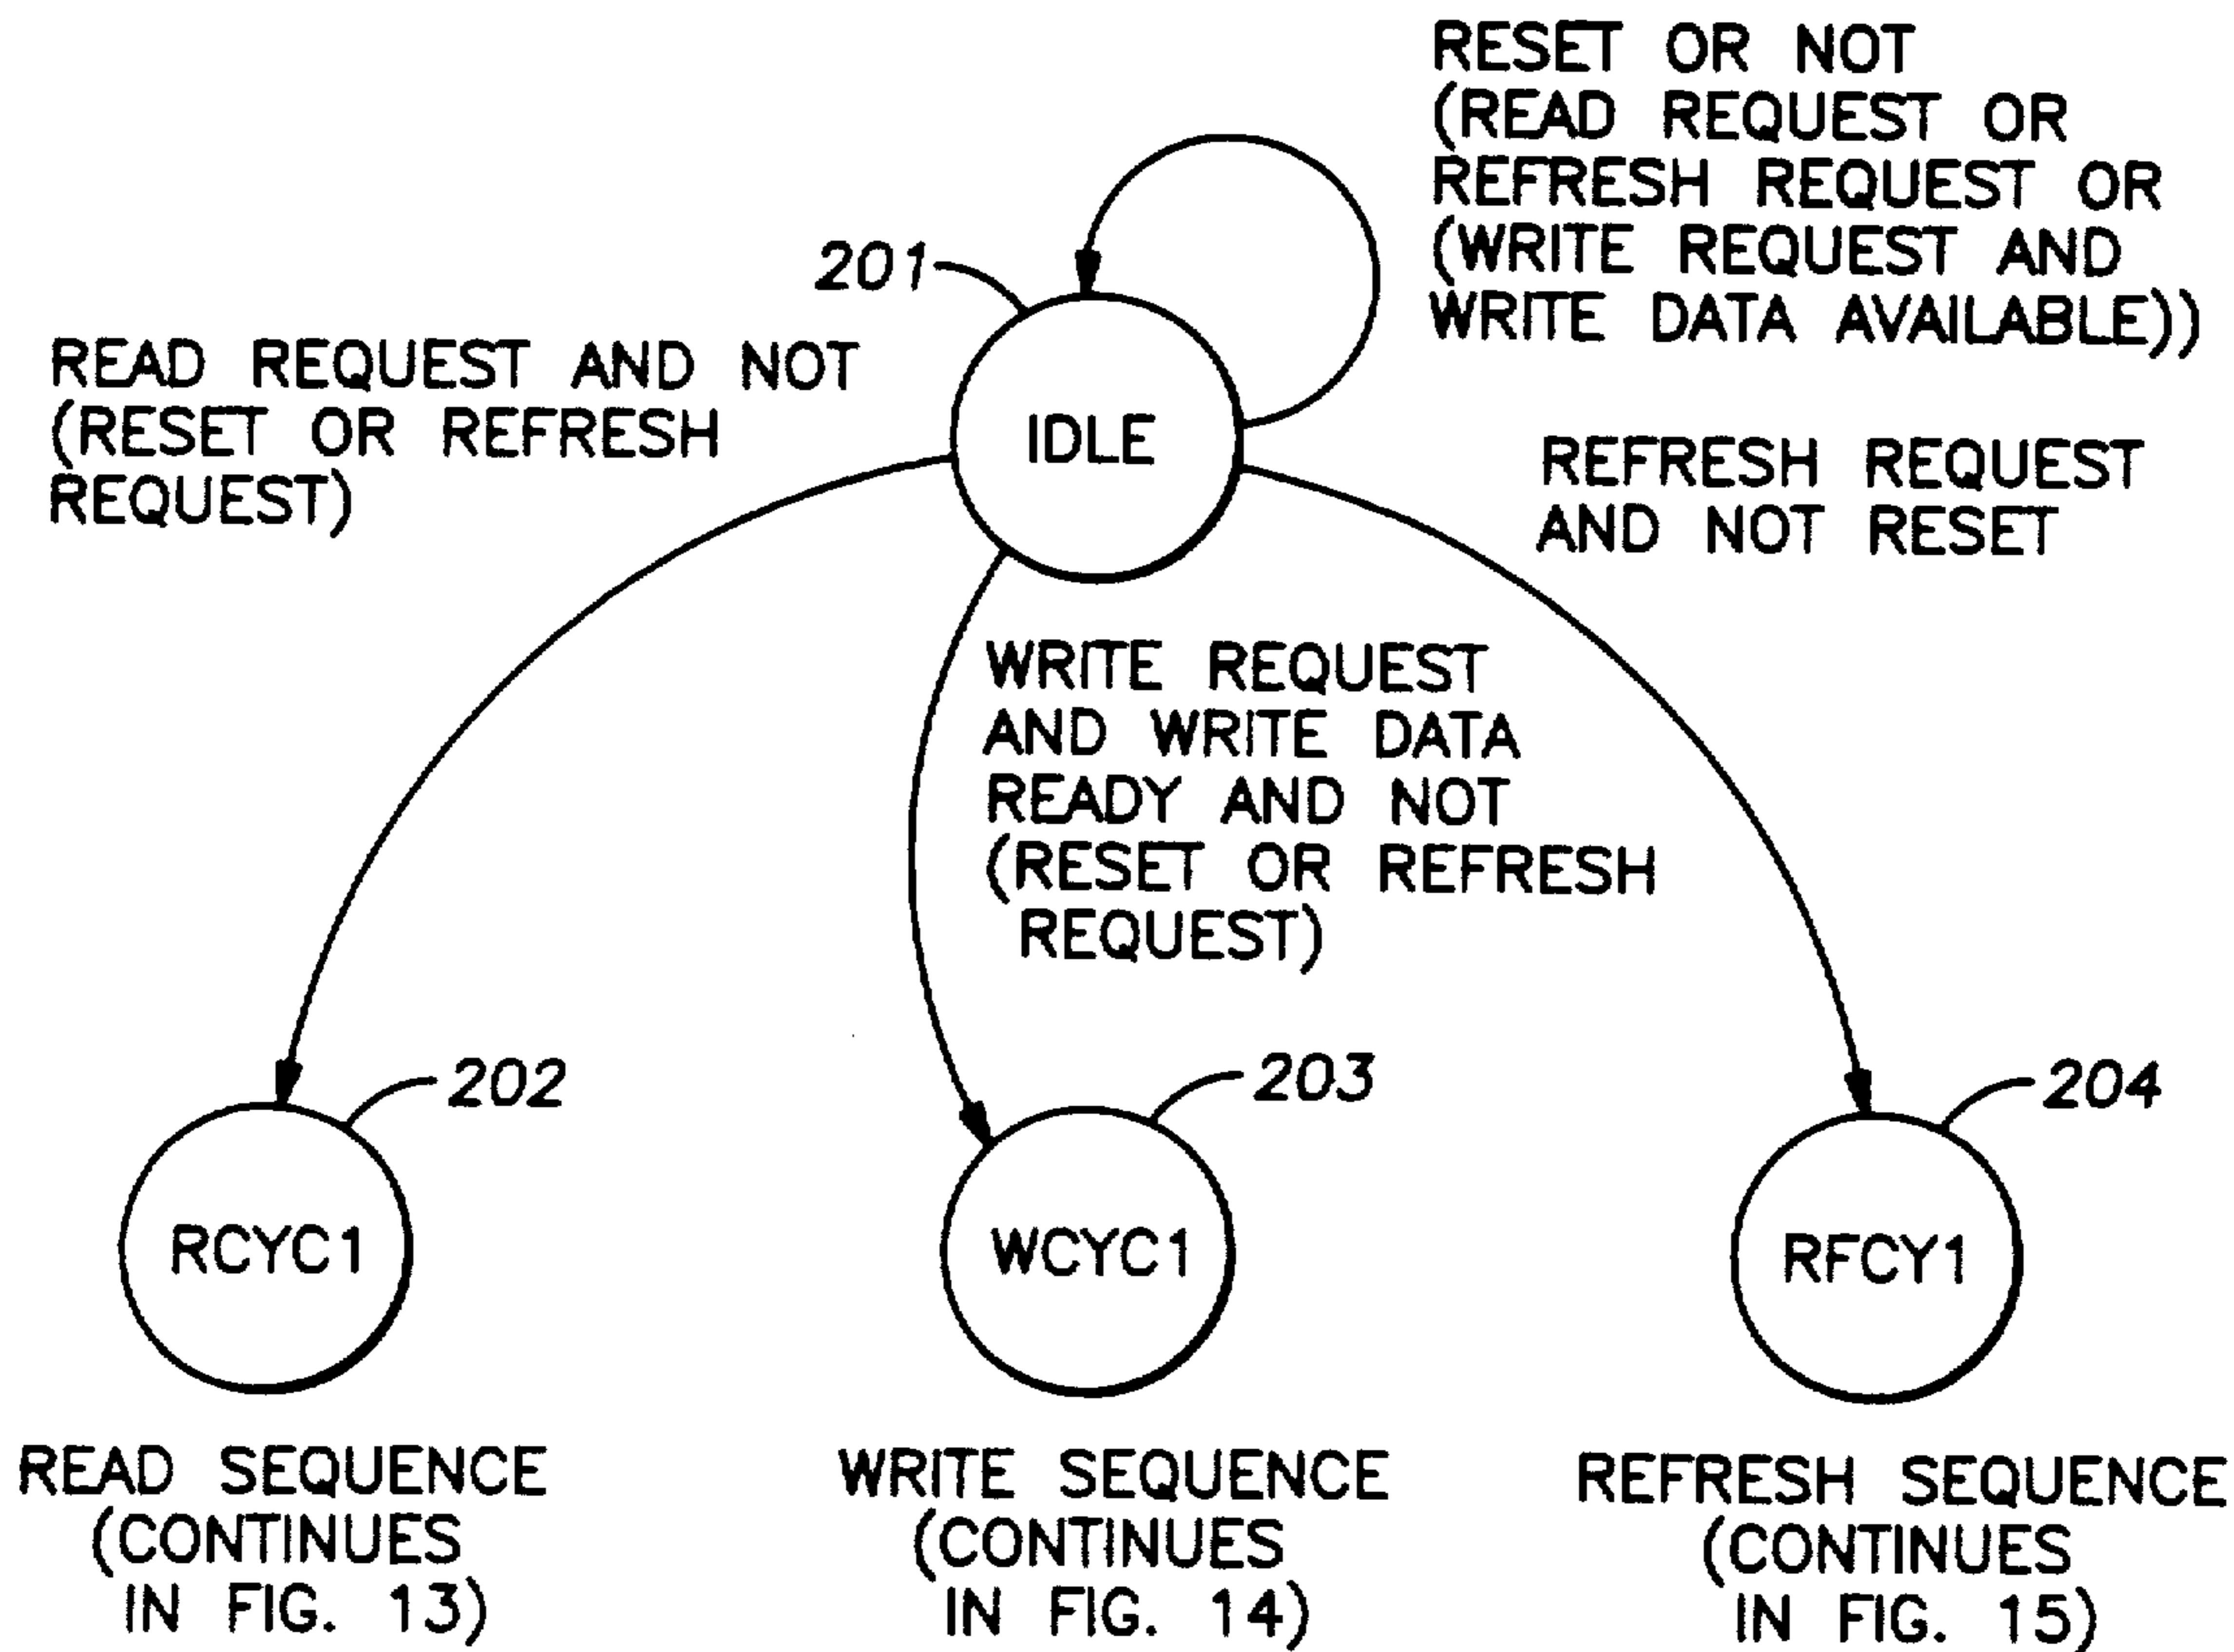 RESET OR NOT
(READ REQUEST OR
REFRESH REQUEST OR
(WRITE REQUEST AND
WRITE DATA AVAILABLE))
201
READ REQUEST AND NOT
(RESET OR REFRESH
REQUEST)
IDLE
REFRESH REQUEST
AND NOT RESET
WRITE REQUEST
AND WRITE DATA
READY AND NOT
(RESET OR REFRESH
REQUEST)
202
203
204
RCYC1
WCYC1
RFCY1
READ SEQUENCE
(CONTINUES
IN FIG. 13)
WRITE SEQUENCE
(CONTINUES
IN FIG. 14)
REFRESH SEQUENCE
(CONTINUES
IN FIG. 15)